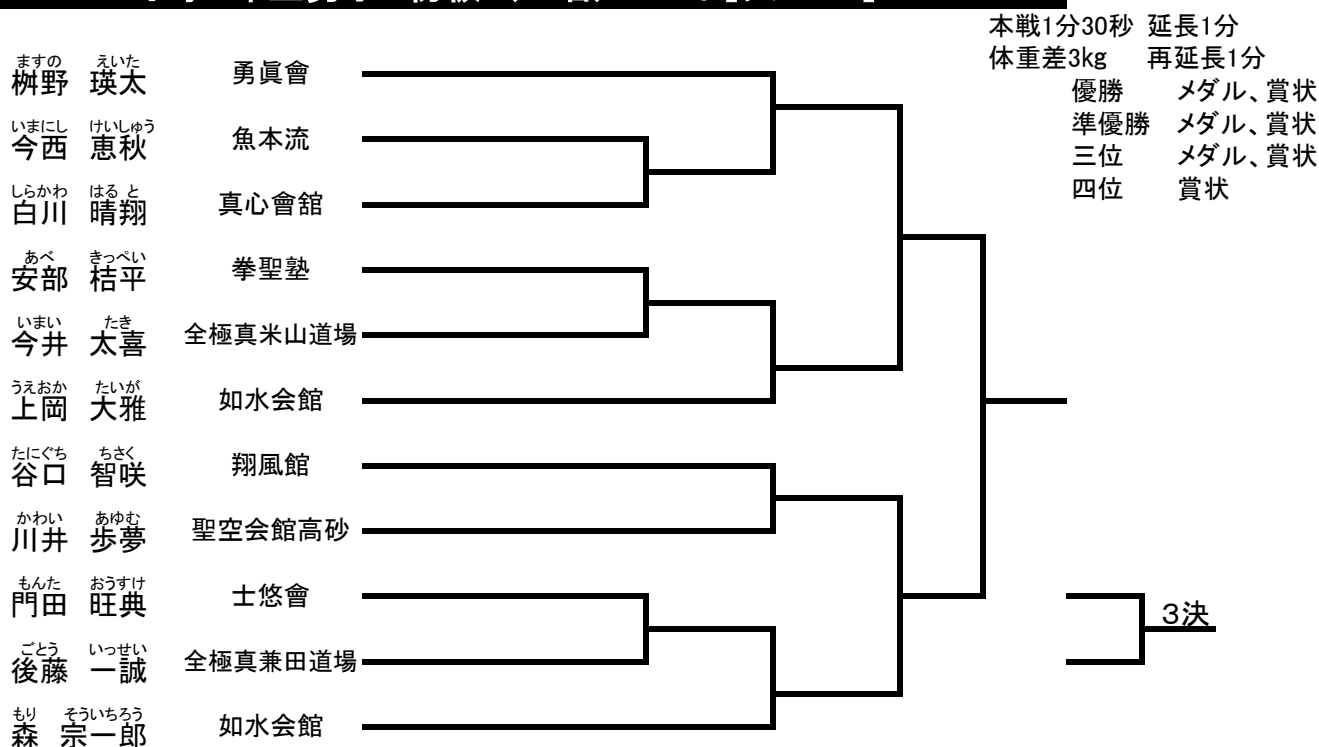 本戦1分30秒 延長1分
体重差3kg 再延長1分
優勝 メダル、賞状
準優勝 メダル、賞状
三位 メダル、賞状
四位 賞状
ますの えいた
桝野 瑛太 勇眞會
いまにし けいしゅう
今西 恵秋 魚本流
しらかわ はると
白川 晴翔 真心會舘
あべ きっぺい
安部 桔平 拳聖塾
いまい たき
今井 太喜 全極真米山道場
うえおか たいが
上岡 大雅 如水会館
たにぐち ちさく
谷口 智咲 翔風館
かわい あゆむ
川井 歩夢 聖空会館高砂
もんた おうすけ
門田 旺典 士悠會
ごとう いっせい
後藤 一誠 全極真兼田道場
もり そういちろう
森 宗一郎 如水会館
3決